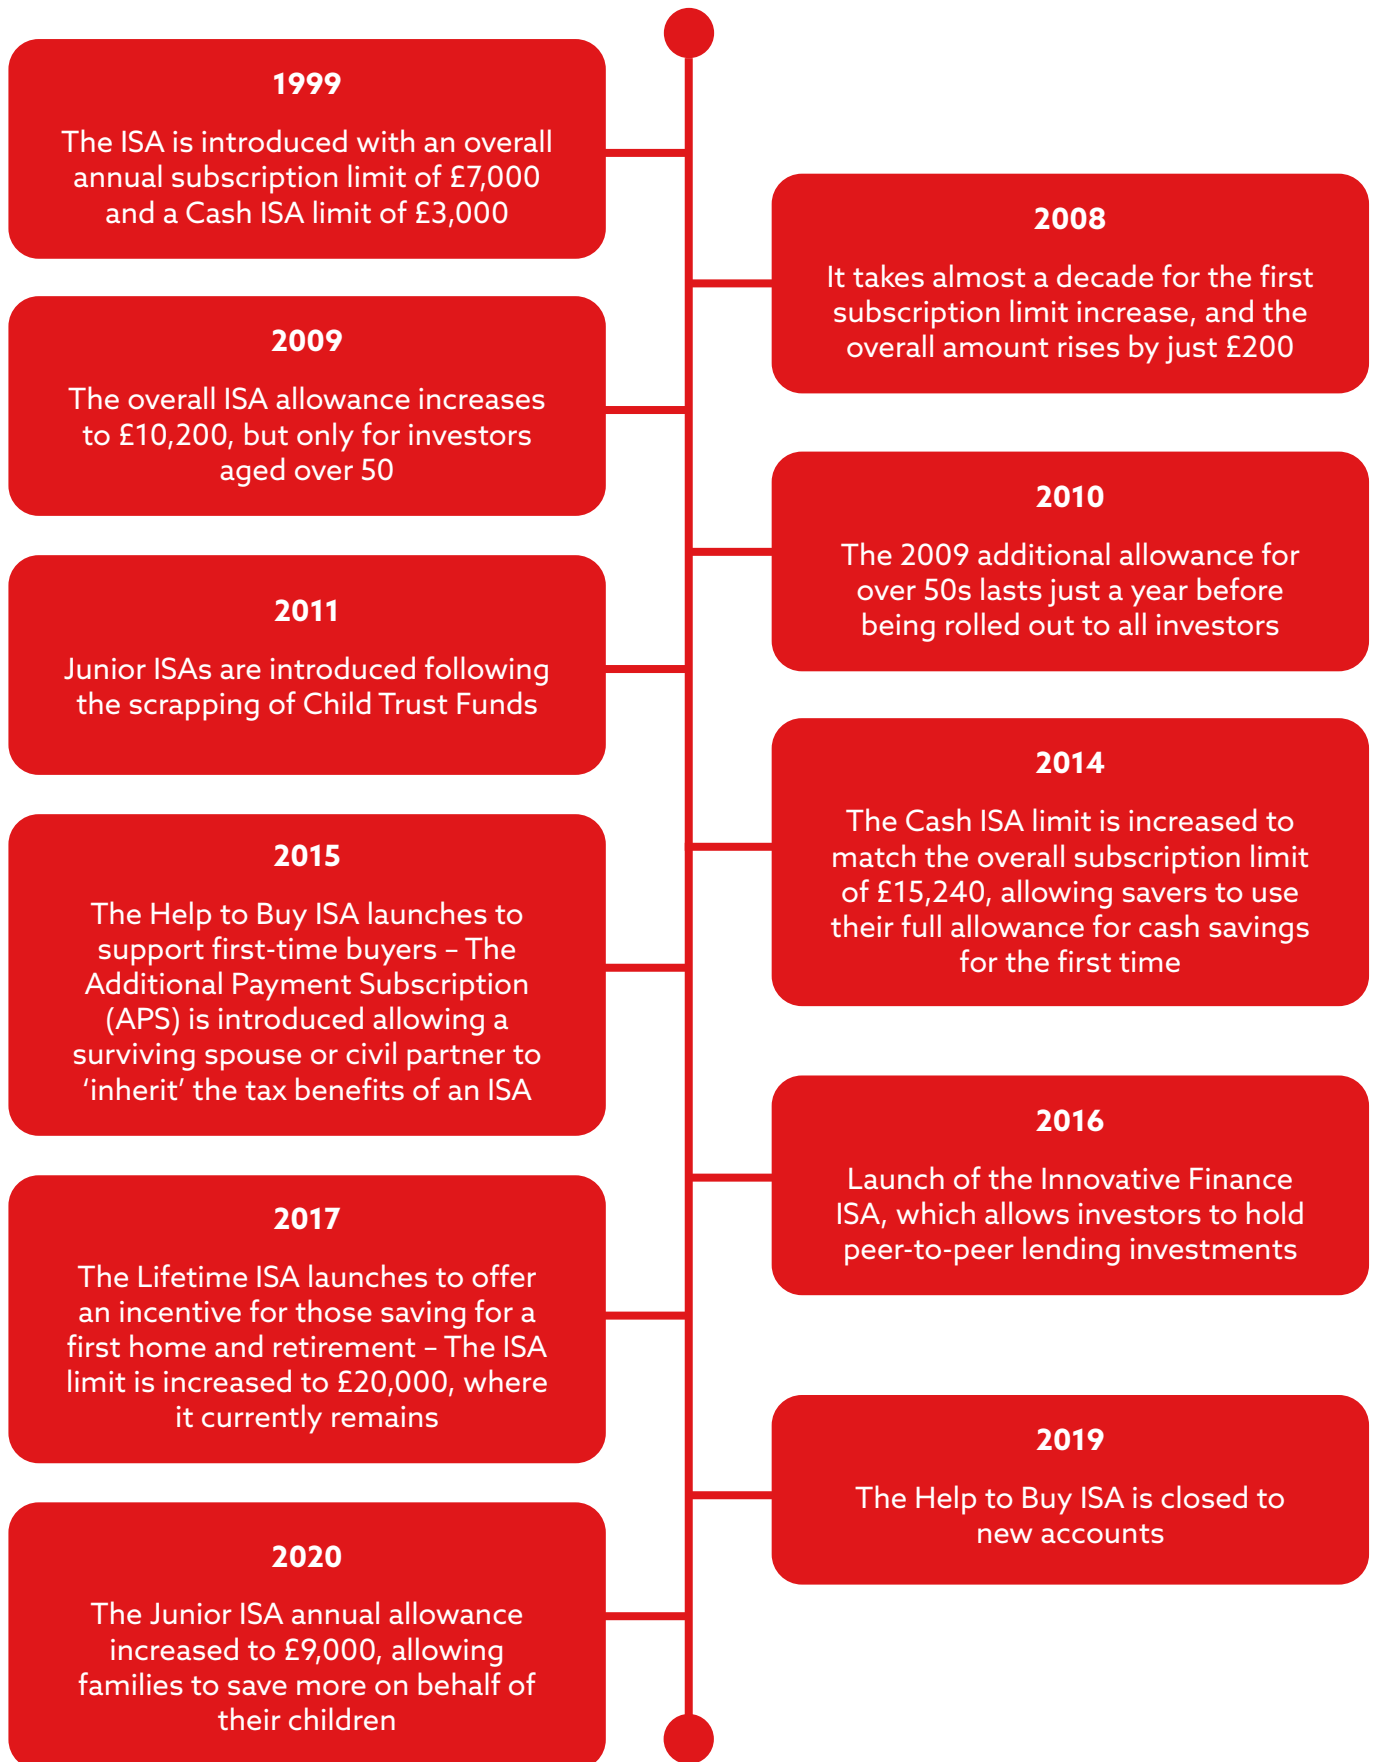 1999
The ISA is introduced with an overall
annual subscription limit of £7,000
and a Cash ISA limit of £3,000
2008
It takes almost a decade for the first
subscription limit increase, and the
overall amount rises by just £200
2009
The overall ISA allowance increases
to £10,200, but only for investors
aged over 50
2010
The 2009 additional allowance for
over 50s lasts just a year before
being rolled out to all investors
2011
Junior ISAs are introduced following
the scrapping of Child Trust Funds
2014
The Cash ISA limit is increased to
match the overall subscription limit
of £15,240, allowing savers to use
their full allowance for cash savings
for the first time
2015
The Help to Buy ISA launches to
support first-time buyers – The
Additional Payment Subscription
(APS) is introduced allowing a
surviving spouse or civil partner to
‘inherit’ the tax benefits of an ISA
2016
Launch of the Innovative Finance
ISA, which allows investors to hold
peer-to-peer lending investments
2017
The Lifetime ISA launches to offer
an incentive for those saving for a
first home and retirement – The ISA
limit is increased to £20,000, where
it currently remains
2019
The Help to Buy ISA is closed to
new accounts
2020
The Junior ISA annual allowance
increased to £9,000, allowing
families to save more on behalf of
their children